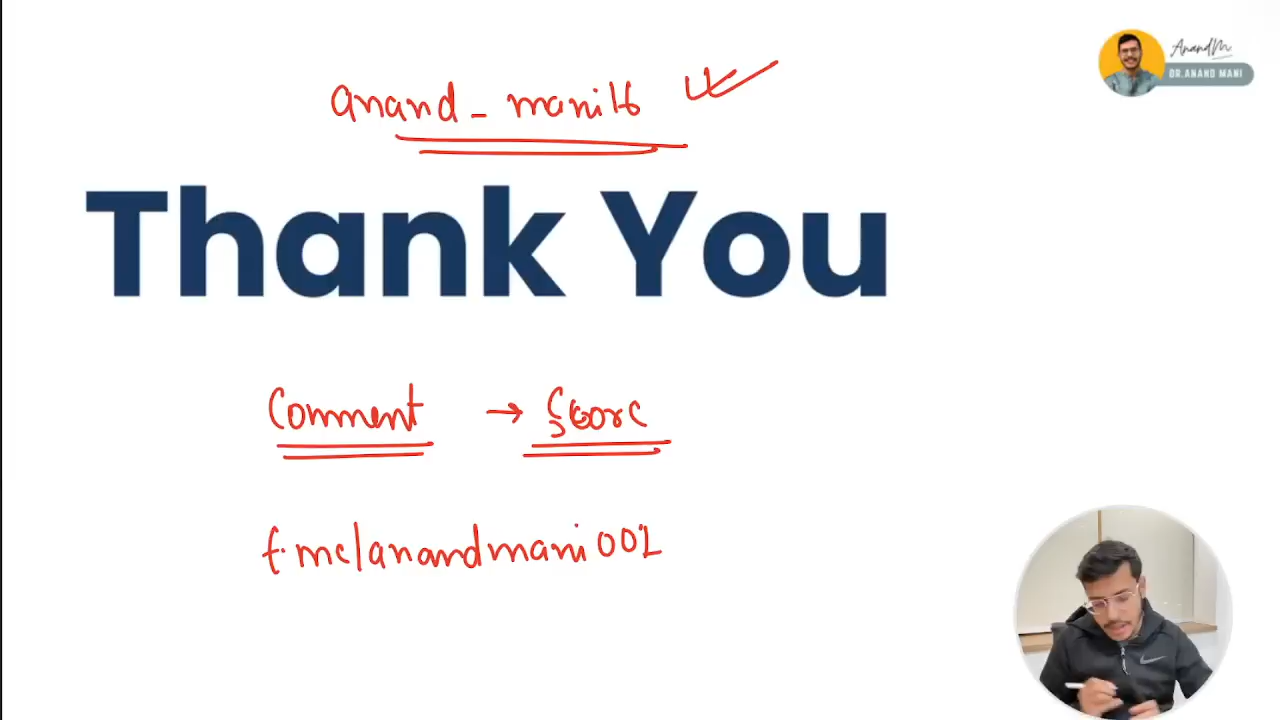 AnandM
DR.ANAND MANI
anand_mani16
Thank You
Comment → Score
t.me/anandmani002